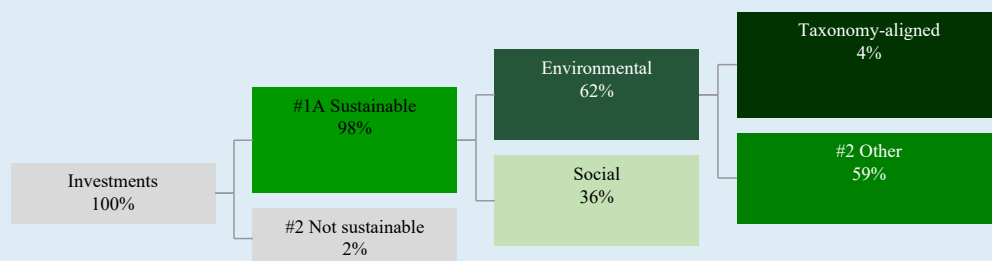 Investments
100%
#1A Sustainable
98%
#2 Not sustainable
2%
Environmental
62%
Social
36%
Taxonomy-aligned
4%
#2 Other
59%